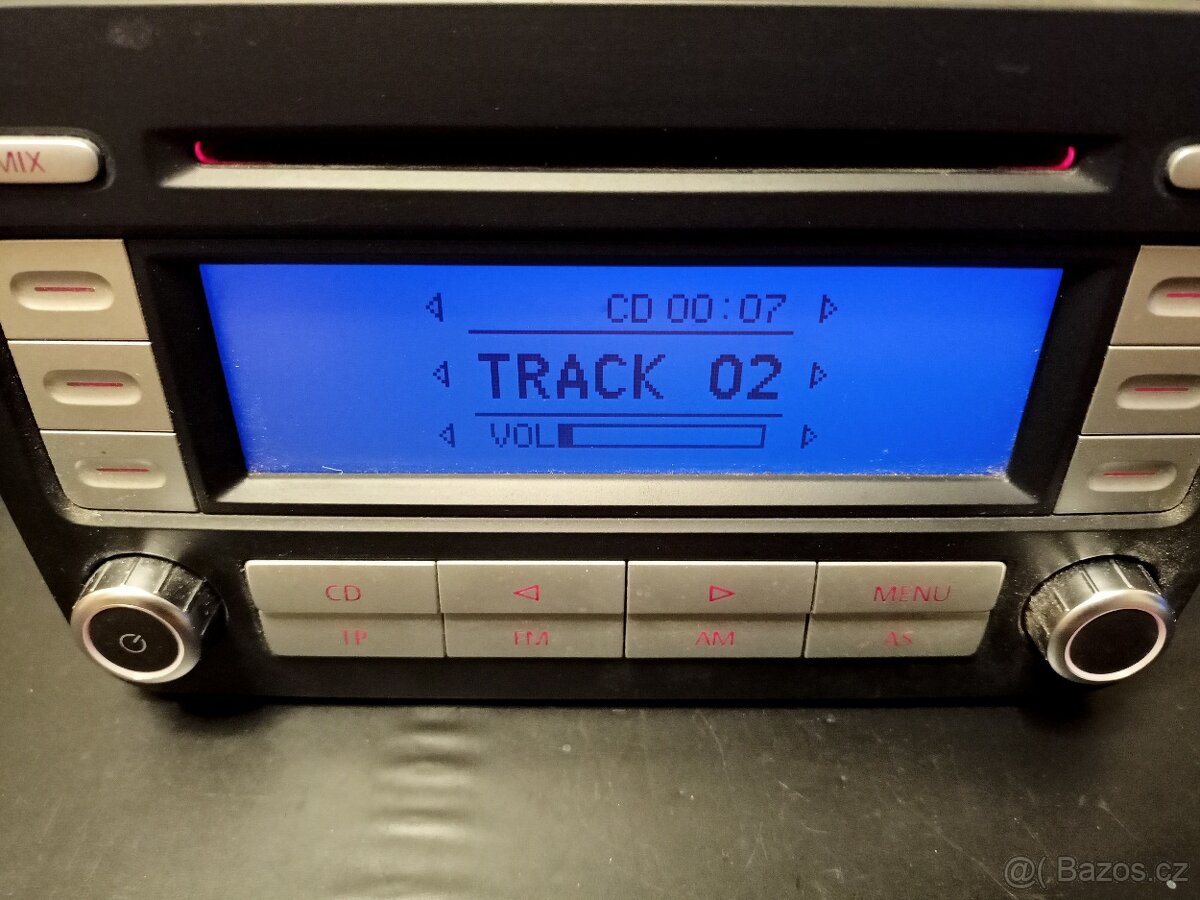 MIX
CD 00:07
TRACK 02
VOL
CD MENU
TP FM AM AS
@( Bazos.cz